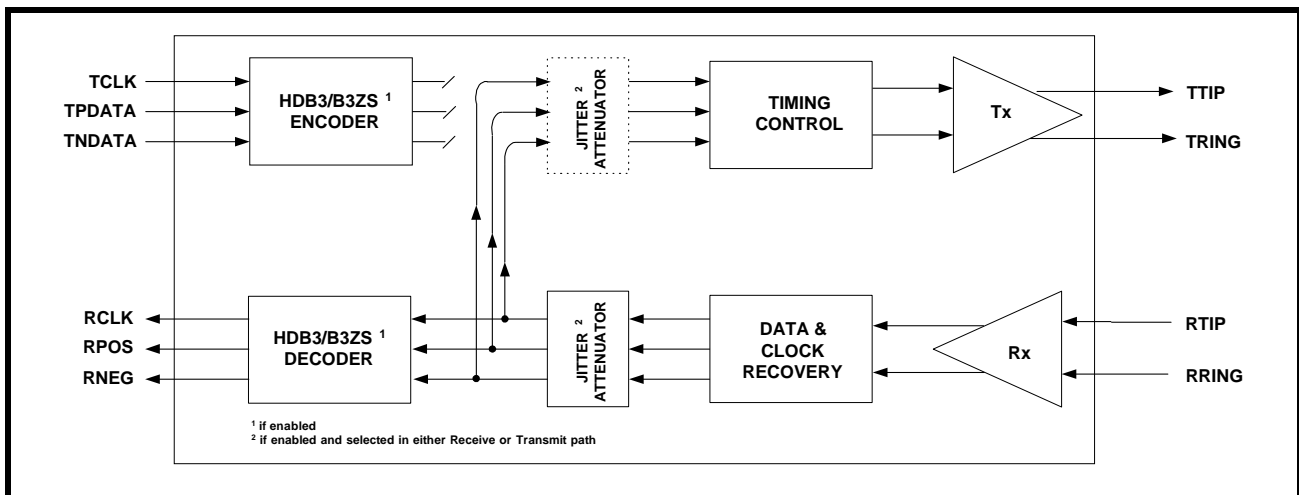 TCLK
TPDATA
TNDATA
HDB3/B3ZS 1
ENCODER
JITTER 2
ATTENUATOR
TIMING
CONTROL
Tx
TTIP
TRING
RCLK
RPOS
RNEG
HDB3/B3ZS 1
DECODER
JITTER 2
ATTENUATOR
DATA &
CLOCK
RECOVERY
Rx
RTIP
RRING
1 if enabled
2 if enabled and selected in either Receive or Transmit path